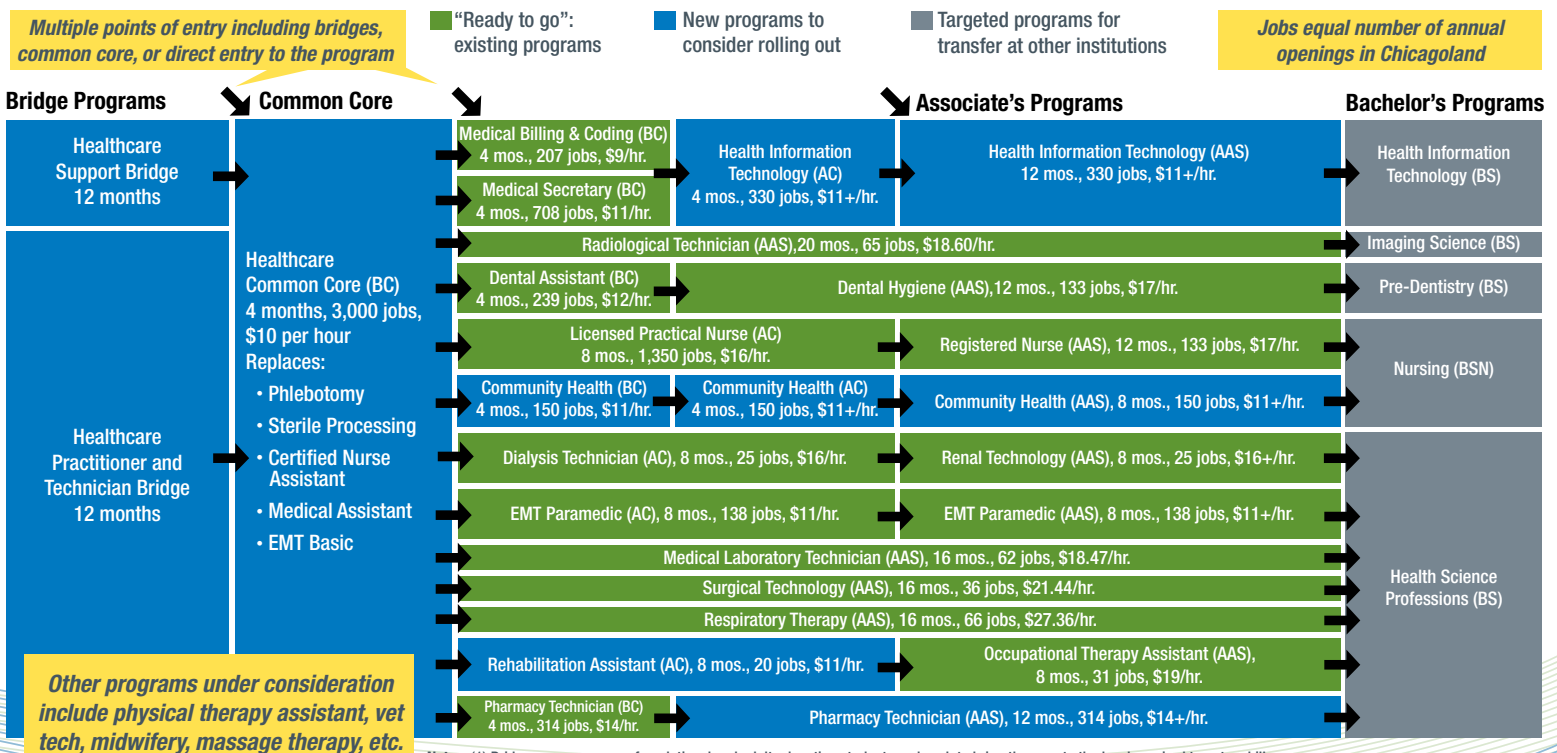 Multiple points of entry including bridges,
common core, or direct entry to the program
"Ready to go":
existing programs
New programs to
consider rolling out
Targeted programs for
transfer at other institutions
Jobs equal number of annual
openings in Chicagoland
Bridge Programs
Common Core
Associate's Programs
Bachelor's Programs
Healthcare
Support Bridge
12 months
Healthcare
Practitioner and
Technician Bridge
12 months
Healthcare
Common Core (BC)
4 months, 3,000 jobs,
$10 per hour
Replaces:
• Phlebotomy
• Sterile Processing
• Certified Nurse
Assistant
• Medical Assistant
• EMT Basic
Medical Billing & Coding (BC)
4 mos., 207 jobs, $9/hr.
Medical Secretary (BC)
4 mos., 708 jobs, $11/hr.
Health Information
Technology (AC)
4 mos., 330 jobs, $11+/hr.
Health Information Technology (AAS)
12 mos., 330 jobs, $11+/hr.
Health Information
Technology (BS)
Radiological Technician (AAS),20 mos., 65 jobs, $18.60/hr.
Imaging Science (BS)
Dental Assistant (BC)
4 mos., 239 jobs, $12/hr.
Dental Hygiene (AAS),12 mos., 133 jobs, $17/hr.
Pre-Dentistry (BS)
Licensed Practical Nurse (AC)
8 mos., 1,350 jobs, $16/hr.
Registered Nurse (AAS), 12 mos., 133 jobs, $17/hr.
Nursing (BSN)
Community Health (BC)
4 mos., 150 jobs, $11/hr.
Community Health (AC)
4 mos., 150 jobs, $11+/hr.
Community Health (AAS), 8 mos., 150 jobs, $11+/hr.
Dialysis Technician (AC), 8 mos., 25 jobs, $16/hr.
Renal Technology (AAS), 8 mos., 25 jobs, $16+/hr.
EMT Paramedic (AC), 8 mos., 138 jobs, $11/hr.
EMT Paramedic (AAS), 8 mos., 138 jobs, $11+/hr.
Medical Laboratory Technician (AAS), 16 mos., 62 jobs, $18.47/hr.
Surgical Technology (AAS), 16 mos., 36 jobs, $21.44/hr.
Respiratory Therapy (AAS), 16 mos., 66 jobs, $27.36/hr.
Health Science
Professions (BS)
Rehabilitation Assistant (AC), 8 mos., 20 jobs, $11/hr.
Occupational Therapy Assistant (AAS),
8 mos., 31 jobs, $19/hr.
Pharmacy Technician (BC)
4 mos., 314 jobs, $14/hr.
Pharmacy Technician (AAS), 12 mos., 314 jobs, $14+/hr.
Other programs under consideration
include physical therapy assistant, vet
tech, midwifery, massage therapy, etc.